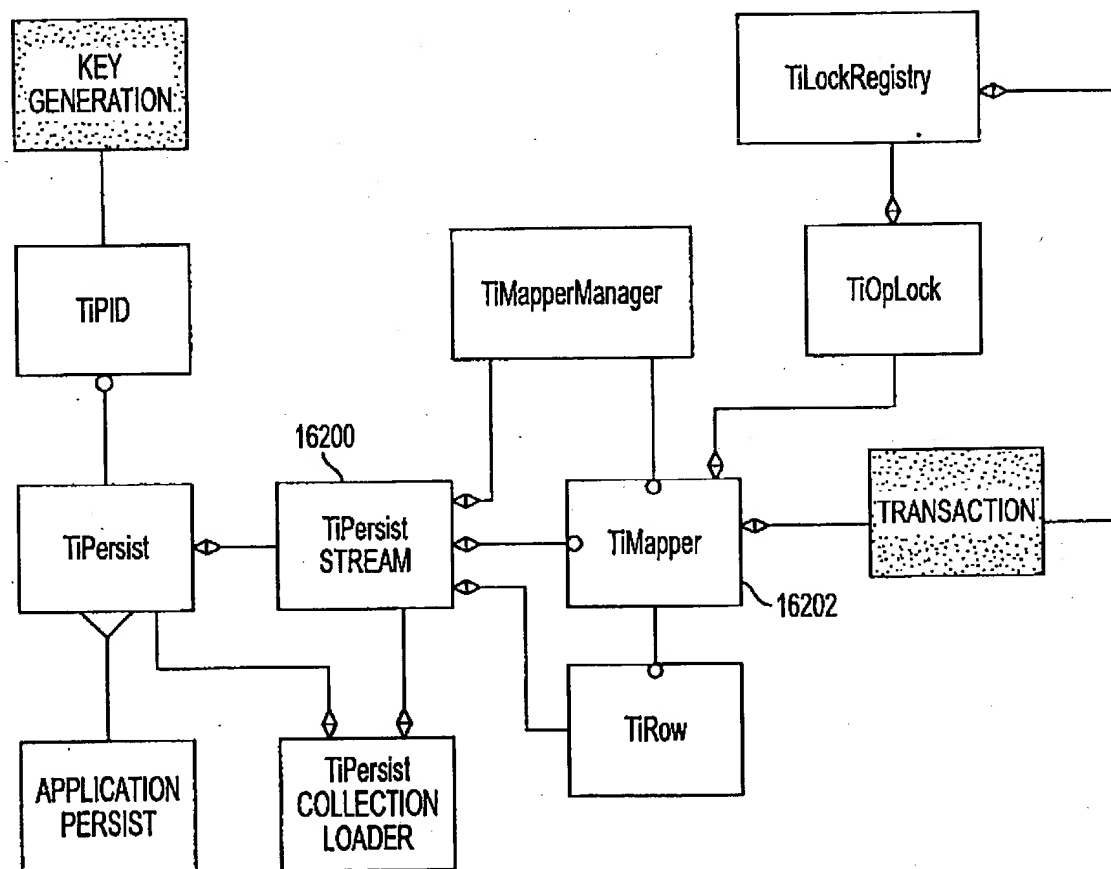 KEY
GENERATION
TiLockRegistry
TiPID
TiMapperManager
TiOpLock
16200
TiPersist
TiPersist
STREAM
TiMapper
TRANSACTION
16202
APPLICATION
PERSIST
TiPersist
COLLECTION
LOADER
TiRow